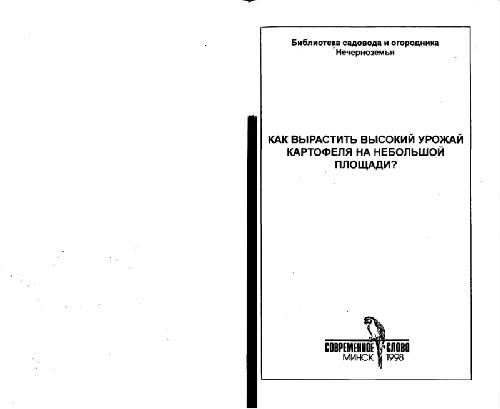 Библиотека садовода и огородника
Нечерноземья
КАК ВЫРАСТИТЬ ВЫСОКИЙ УРОЖАЙ
КАРТОФЕЛЯ НА НЕБОЛЬШОЙ
ПЛОЩАДИ?
СОВРЕМЕННОЕ СЛОВО
МИНСК 1998